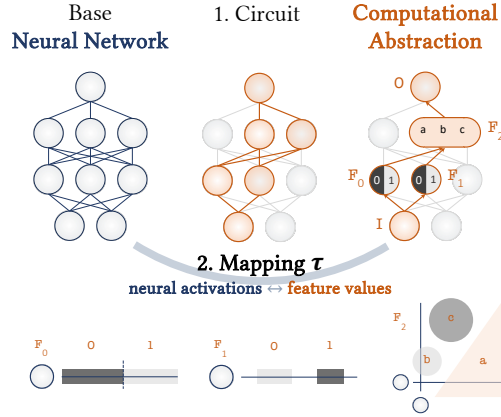 Base
Neural Network
1. Circuit
Computational
Abstraction
O
a b c
F2
F0
0 1
0 1
F1
I
2. Mapping τ
neural activations ↔ feature values
F0
0 1
F1
0 1
F2
c
b
a